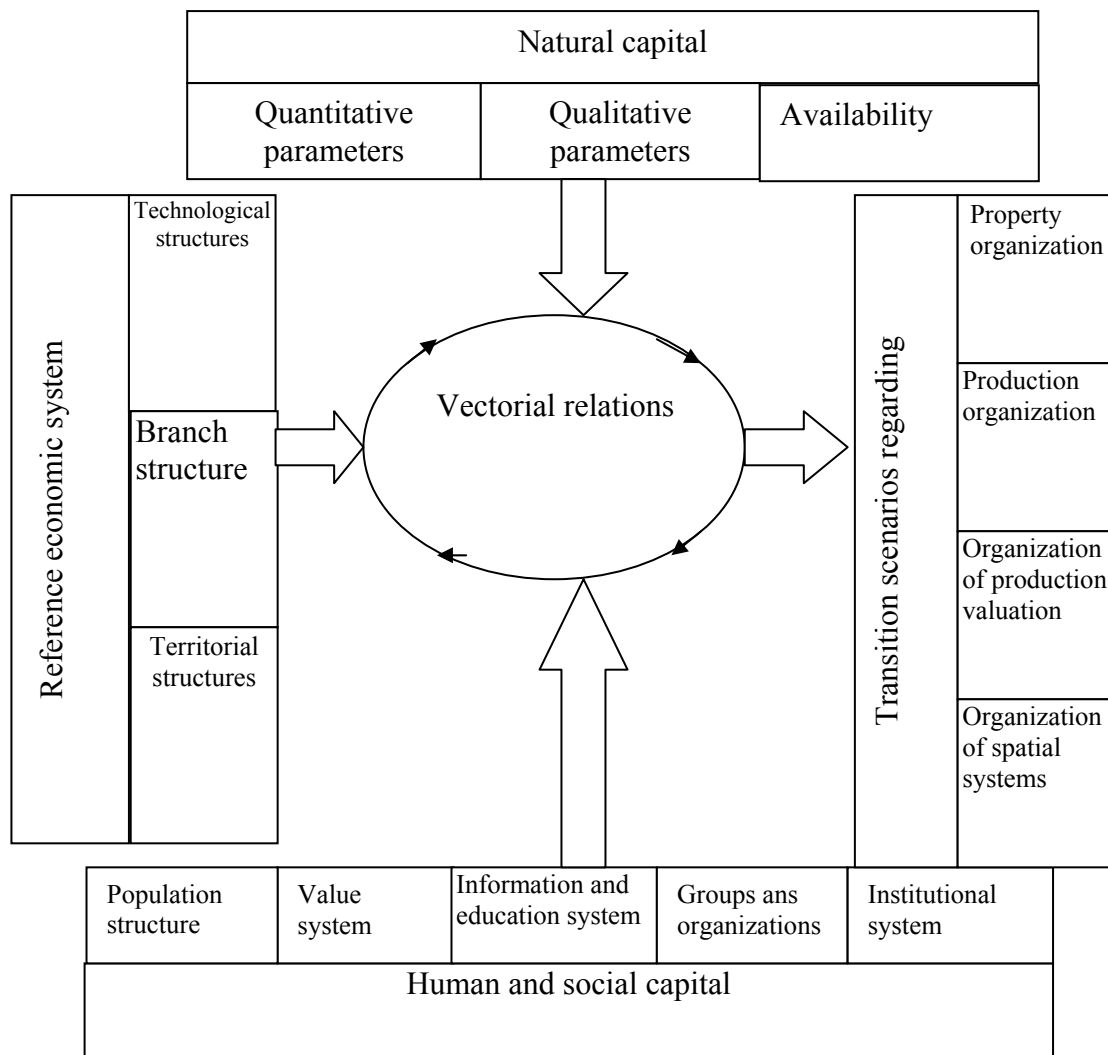 Natural capital
Quantitative
parameters
Qualitative
parameters
Availability
Reference economic system
Technological
structures
Branch
structure
Territorial
structures
Vectorial relations
Transition scenarios regarding
Property
organization
Production
organization
Organization
of production
valuation
Organization
of spatial
systems
Population
structure
Value
system
Information and
education system
Groups ans
organizations
Institutional
system
Human and social capital